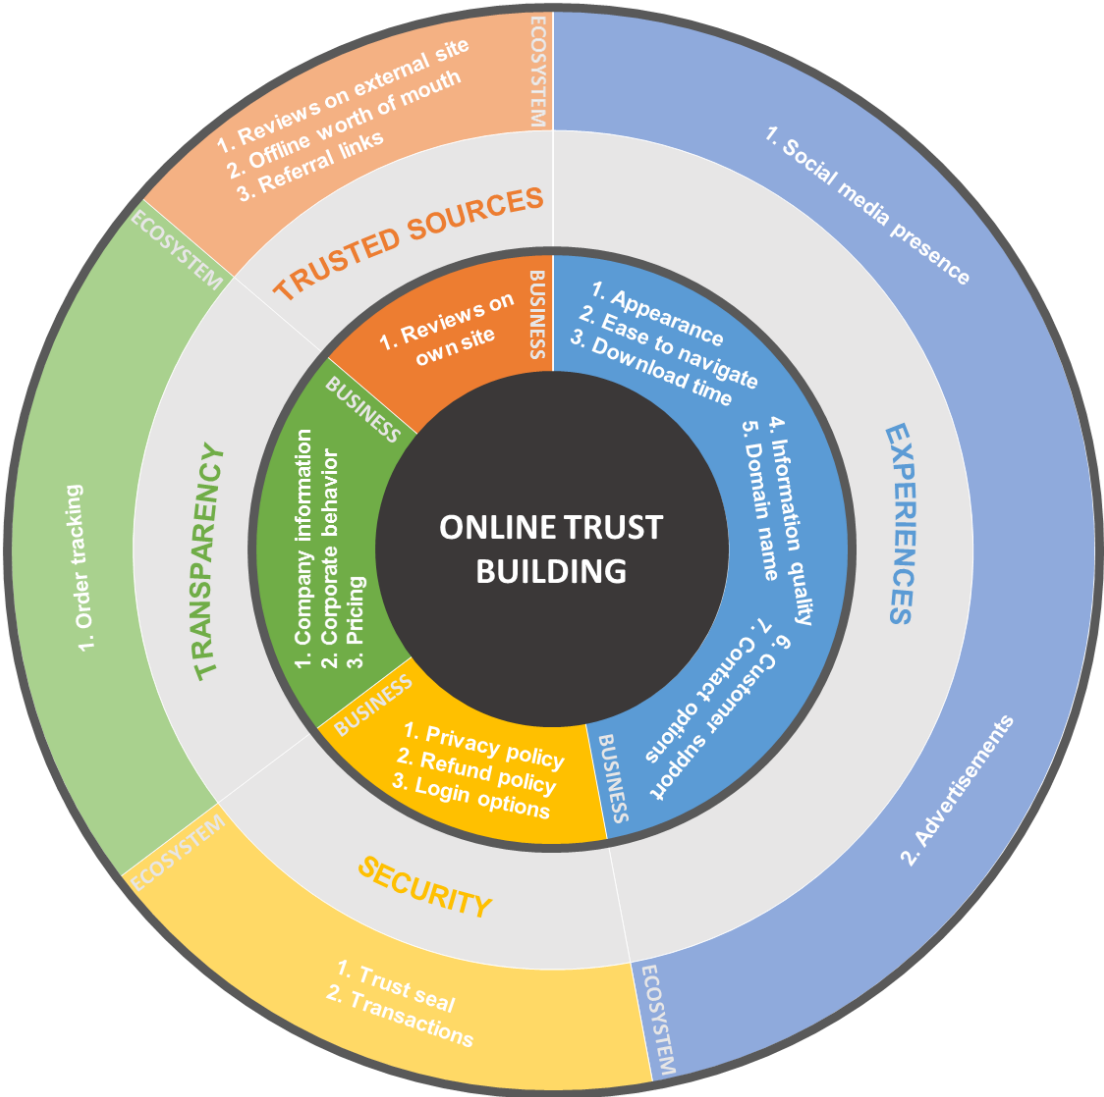 ONLINE TRUST
BUILDING
TRUSTED SOURCES
BUSINESS
1. Reviews on
own site
ECOSYSTEM
1. Reviews on external site
2. Offline worth of mouth
3. Referral links
EXPERIENCES
BUSINESS
1. Appearance
2. Ease to navigate
3. Download time
4. Information quality
5. Domain name
6. Customer support
7. Contact options
ECOSYSTEM
1. Social media presence
2. Advertisements
SECURITY
BUSINESS
1. Privacy policy
2. Refund policy
3. Login options
ECOSYSTEM
1. Trust seal
2. Transactions
TRANSPARENCY
BUSINESS
1. Company information
2. Corporate behavior
3. Pricing
ECOSYSTEM
1. Order tracking